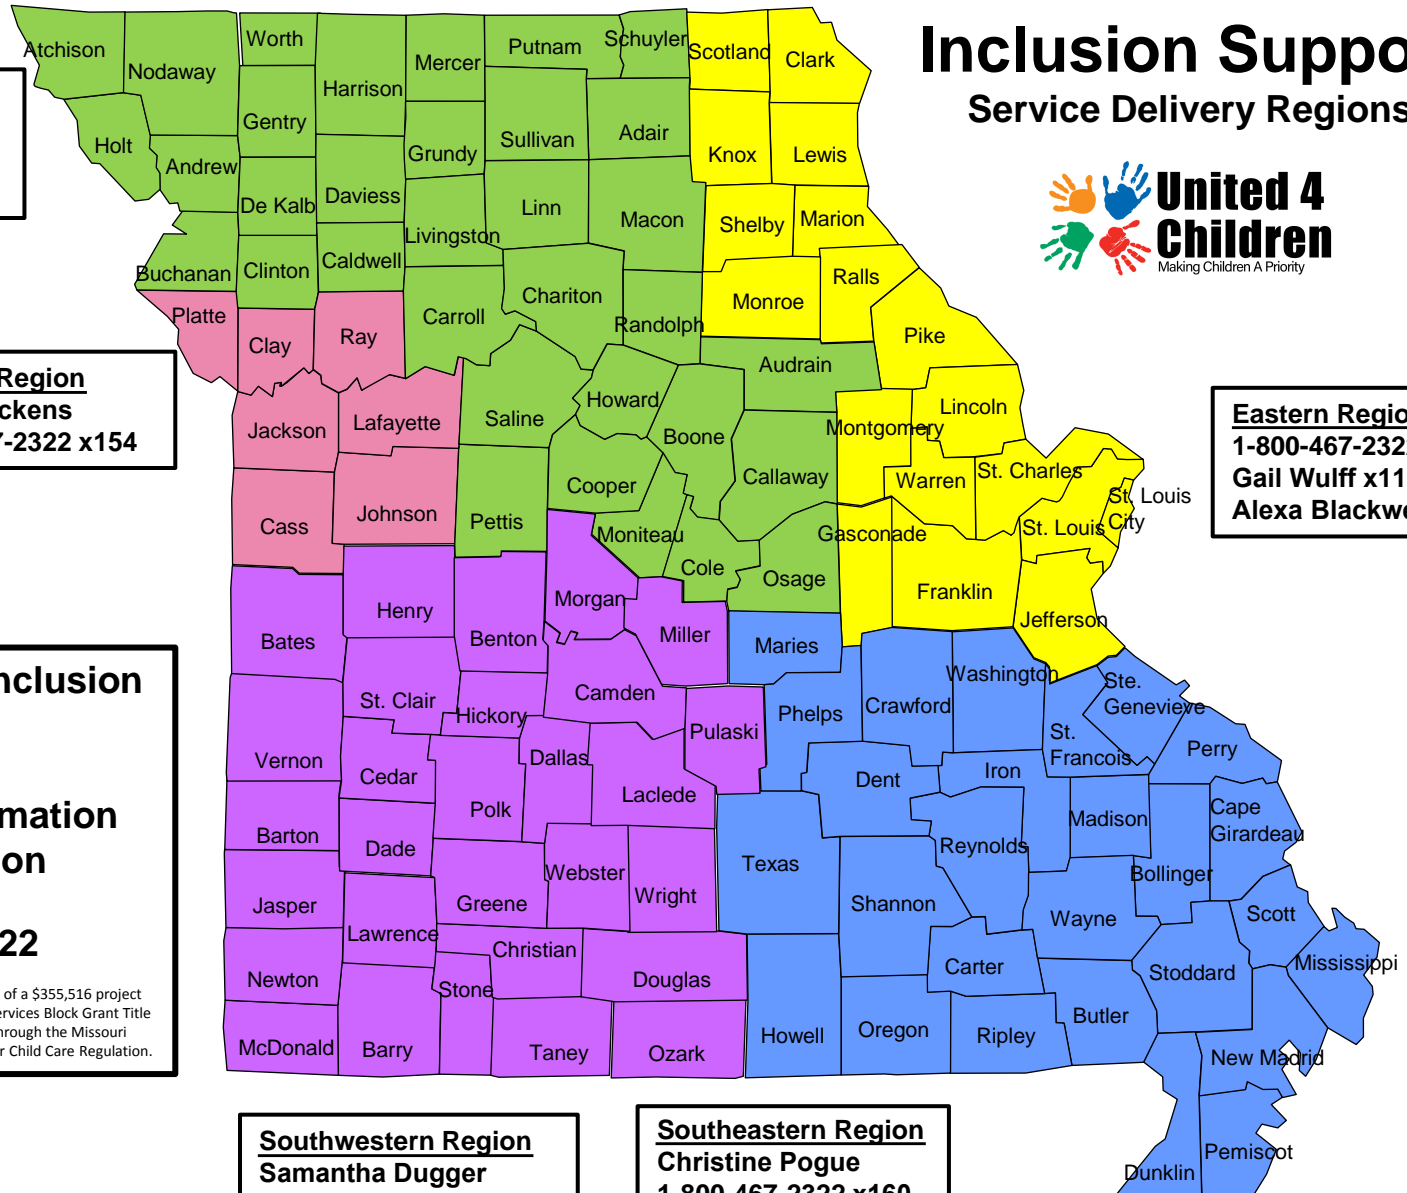 Inclusion Suppo
Service Delivery Regions
United 4
Children
Making Children A Priority
Atchison
Nodaway
Worth
Harrison
Mercer
Putnam
Schuyler
Scotland
Clark
Gentry
Holt
Andrew
De Kalb
Daviess
Grundy
Sullivan
Adair
Knox
Lewis
Livingston
Linn
Macon
Shelby
Marion
Buchanan
Clinton
Caldwell
Chariton
Randolph
Monroe
Ralls
Platte
Clay
Ray
Carroll
Audrain
Pike
Jackson
Lafayette
Saline
Howard
Boone
Callaway
Montgomery
Lincoln
Warren
St. Charles
St. Louis
City
St. Louis
Cass
Johnson
Pettis
Cooper
Moniteau
Cole
Osage
Gasconade
Franklin
Jefferson
Bates
Henry
Benton
Morgan
Miller
Maries
Camden
Pulaski
Phelps
Crawford
Washington
Ste.
Genevieve
St.
Francois
Perry
St. Clair
Hickory
Vernon
Cedar
Polk
Dallas
Laclede
Dent
Iron
Madison
Cape
Girardeau
Barton
Dade
Greene
Webster
Wright
Texas
Reynolds
Bollinger
Jasper
Lawrence
Christian
Douglas
Shannon
Wayne
Scott
Mississippi
Newton
Stone
Carter
Stoddard
McDonald
Barry
Taney
Ozark
Howell
Oregon
Ripley
Butler
New Madrid
Pemiscot
Dunklin
Region
ckens
7-2322 x154
Eastern Regio
1-800-467-232
Gail Wulff x11
Alexa Blackwe
nclusion
mation
on
22
of a $355,516 project
ervices Block Grant Title
hrough the Missouri
r Child Care Regulation.
Southwestern Region
Samantha Dugger
Southeastern Region
Christine Pogue
1-800-467-2322 x160